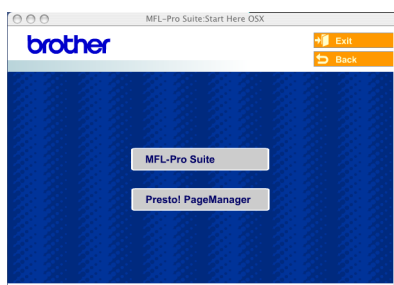 MFL-Pro Suite:Start Here OSX
brother
Exit
Back
MFL-Pro Suite
Presto! PageManager